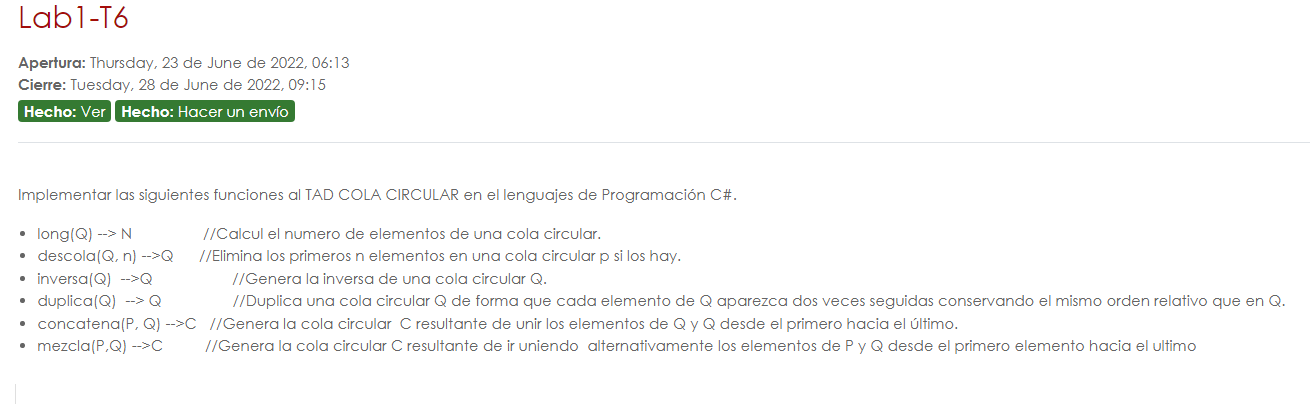 Lab1-T6
Apertura: Thursday, 23 de June de 2022, 06:13
Cierre: Tuesday, 28 de June de 2022, 09:15
Hecho: Ver Hecho: Hacer un envío
Implementar las siguientes funciones al TAD COLA CIRCULAR en el lenguajes de Programación C#.
• long(Q) --> N //Calcul el numero de elementos de una cola circular.
• descola(Q, n) -->Q //Elimina los primeros n elementos en una cola circular p si los hay.
• inversa(Q) -->Q //Genera la inversa de una cola circular Q.
• duplica(Q) --> Q //Duplica una cola circular Q de forma que cada elemento de Q aparezca dos veces seguidas conservando el mismo orden relativo que en Q.
• concatena(P, Q) -->C //Genera la cola circular C resultante de unir los elementos de Q y Q desde el primero hacia el último.
• mezcla(P,Q) -->C //Genera la cola circular C resultante de ir uniendo alternativamente los elementos de P y Q desde el primero elemento hacia el ultimo